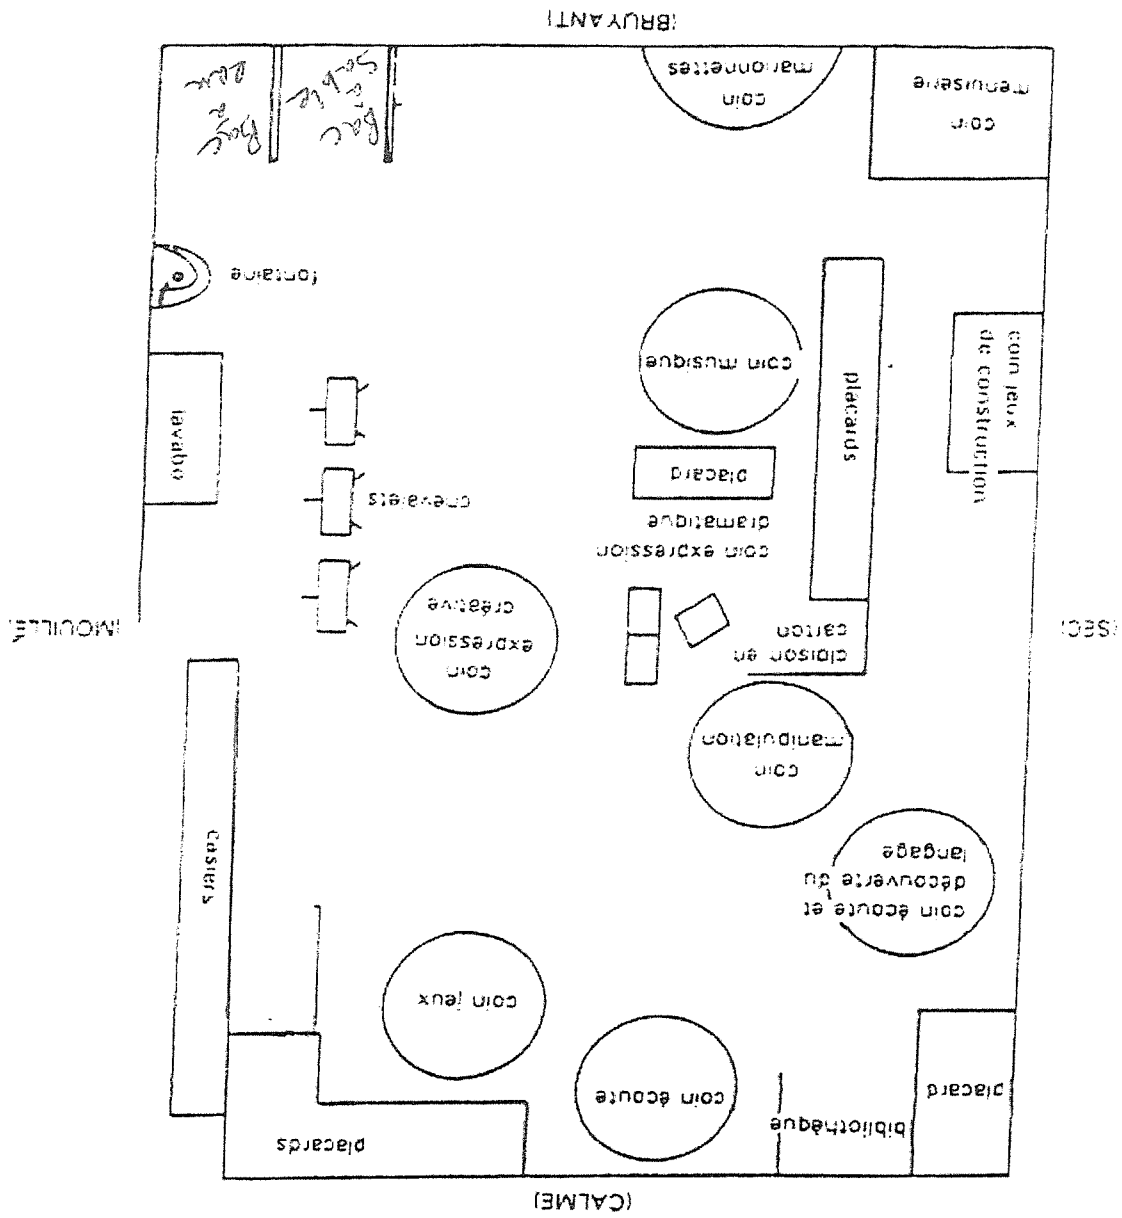 (CALME)
placard
bibliothèque
placards
coin écoute
coin jeux
casiers
coin écoute et
découverte du
langage
coin
manipulation
cloison en
carton
coin
expression
créative
(SEC)
(MOUILLÉ)
coin expression
dramatique
placard
chevalets
lavabo
coin jeux
de construction
placards
coin musique
fontaine
coin
menuiserie
coin
marionnettes
Bac
à
Sable
Bac
à
eau
(BRUYANT)